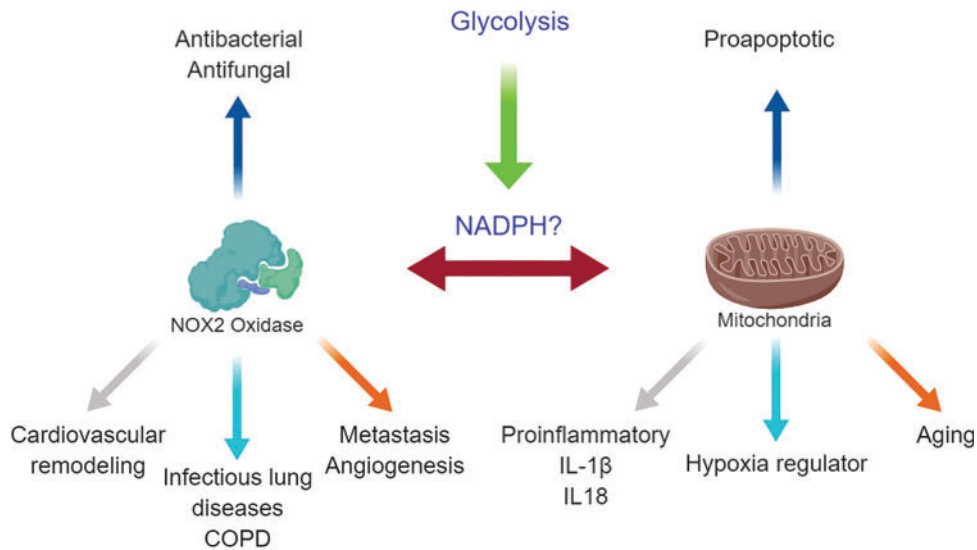 Glycolysis
Antibacterial
Antifungal
Proapoptotic
NADPH?
NOX2 Oxidase
Mitochondria
Cardiovascular
remodeling
Infectious lung
diseases
COPD
Metastasis
Angiogenesis
Proinflammatory
IL-1β
IL18
Hypoxia regulator
Aging